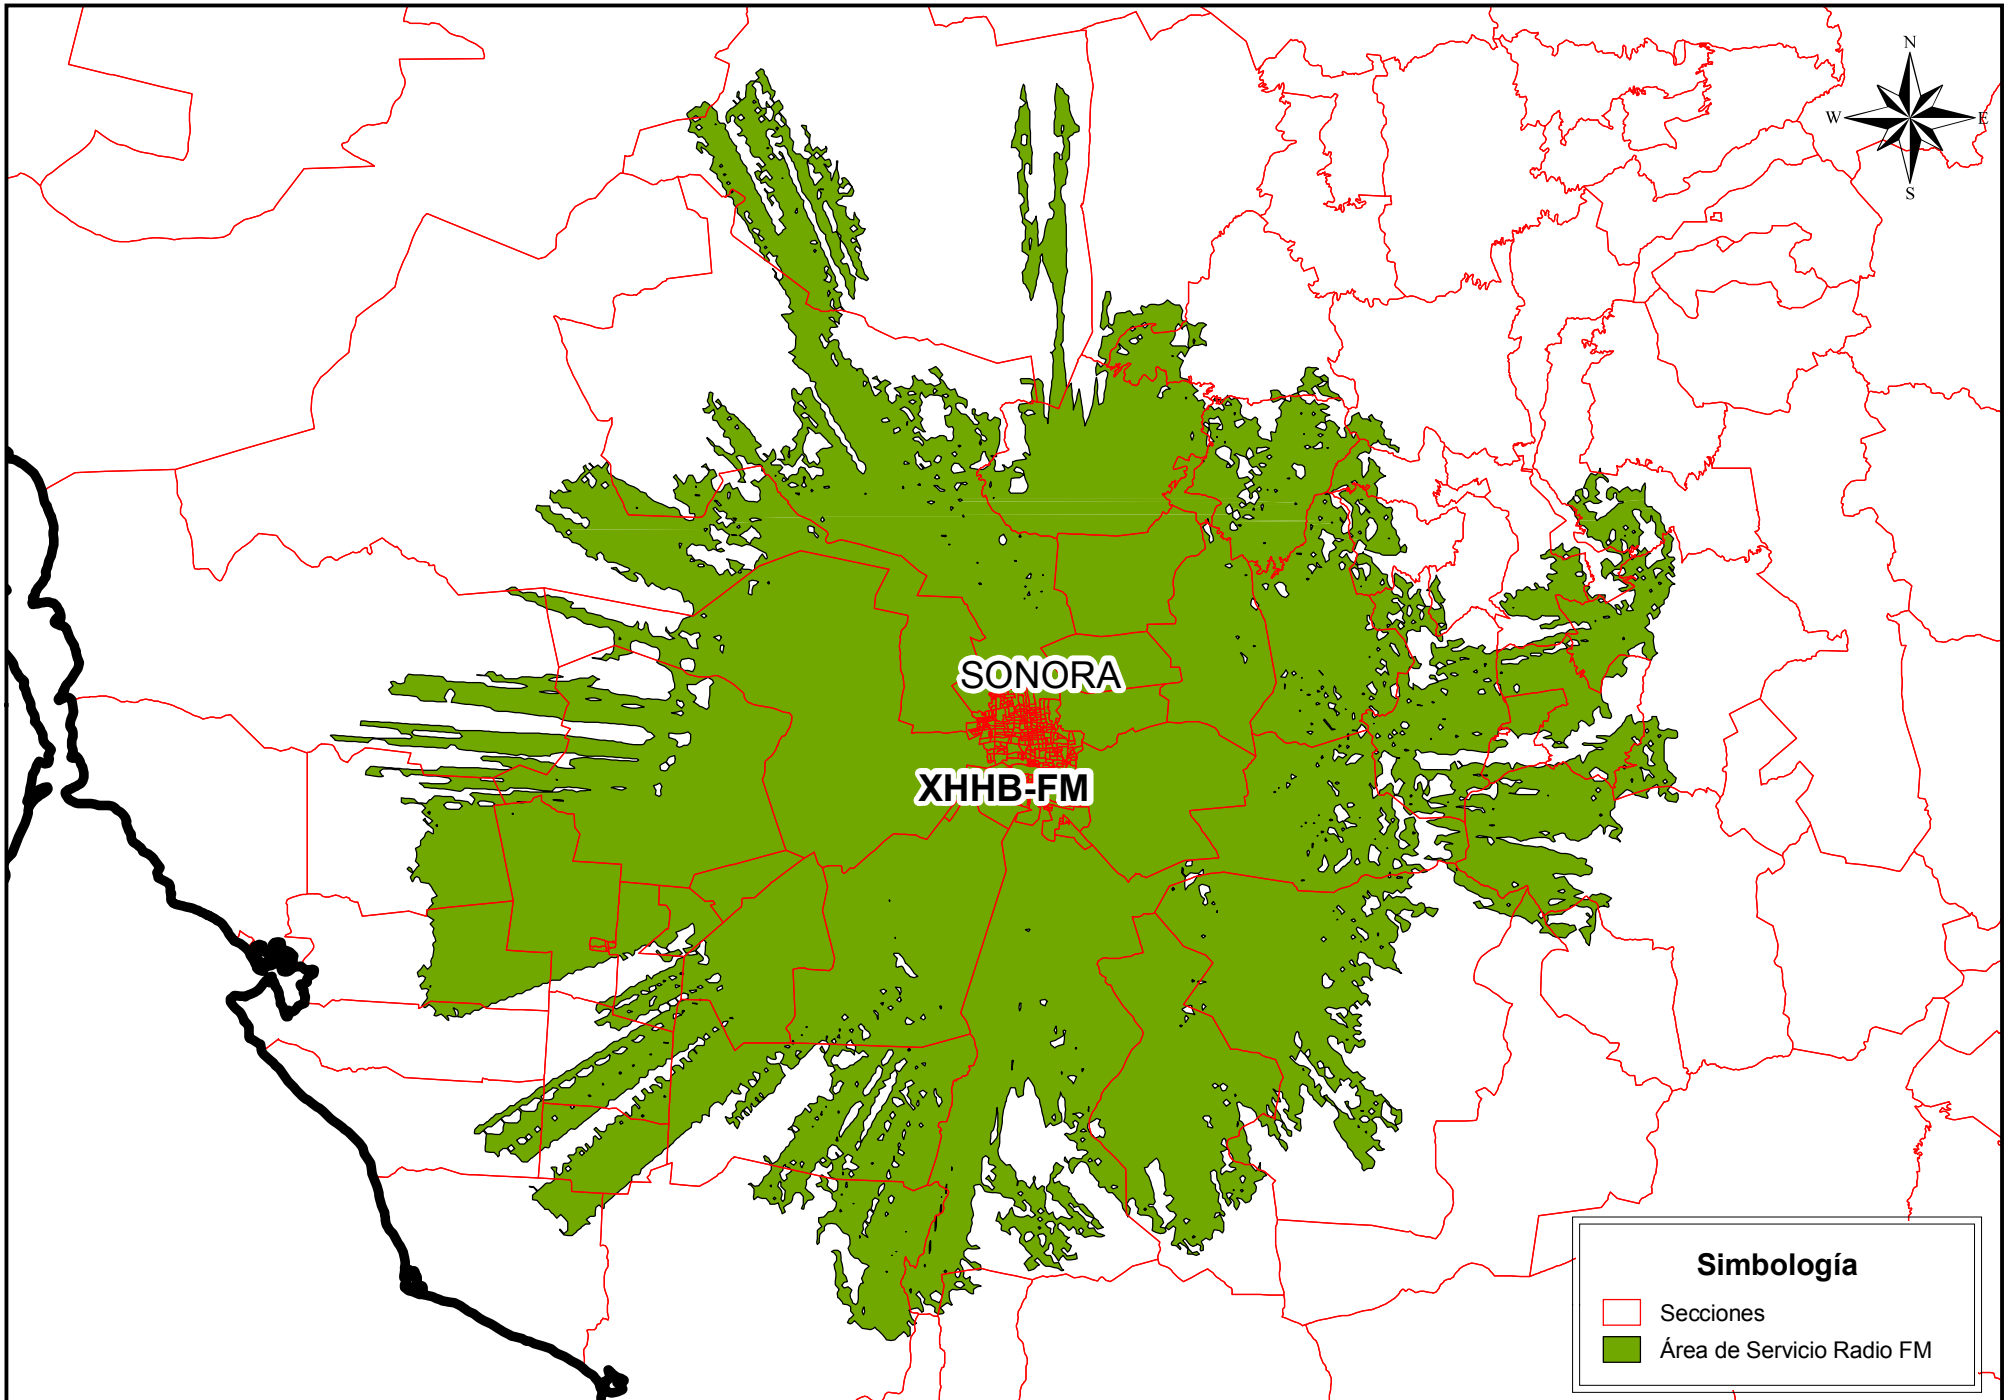 N
W E
S
SONORA
XHHB-FM
Simbología
Secciones
Área de Servicio Radio FM